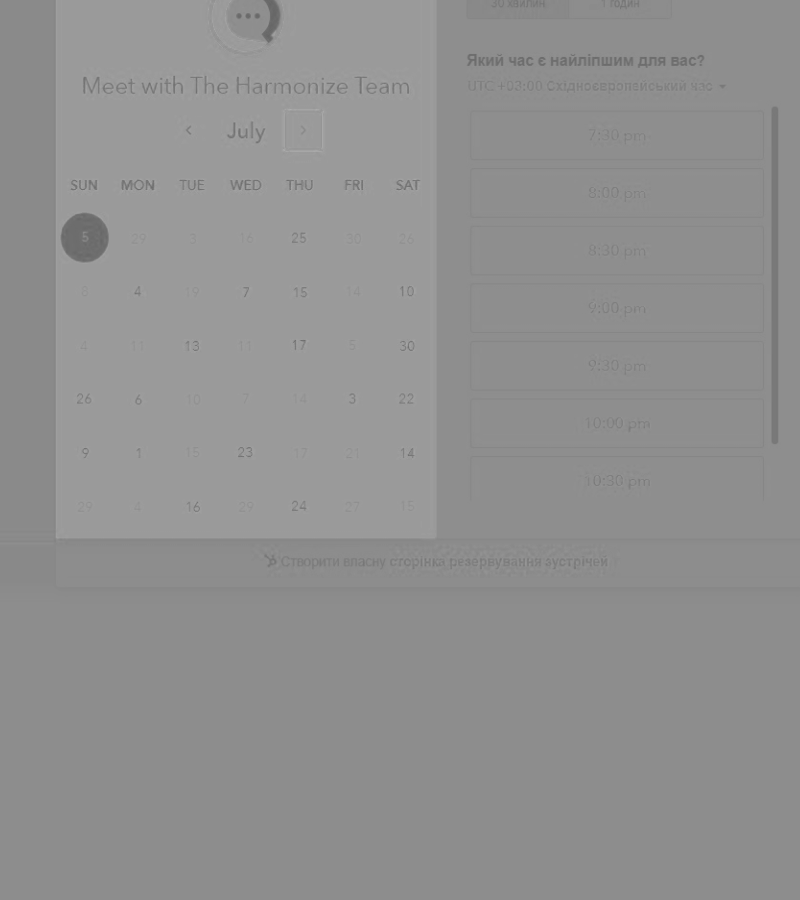 30 хвилин 1 годин
Meet with The Harmonize Team
July
SUN MON TUE WED THU FRI SAT
5 29 3 16 25 30 26
8 4 19 7 15 14 10
4 11 13 11 17 5 30
26 6 10 7 14 3 22
9 1 15 23 17 21 14
29 4 16 29 24 27 15
Який час є найліпшим для вас?
UTC +03:00 Східноєвропейський час
7:30 pm
8:00 pm
8:30 pm
9:00 pm
9:30 pm
10:00 pm
10:30 pm
Створити власну сторінка резервування зустрічей